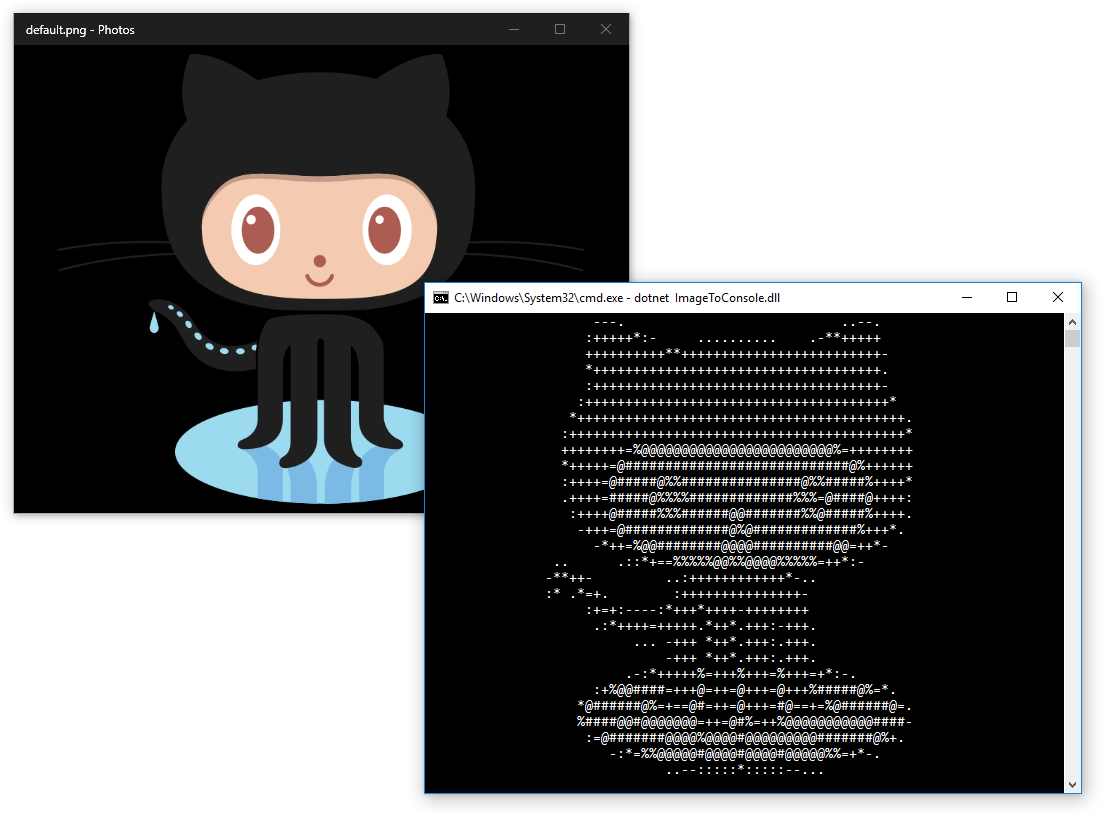 default.png - Photos
C:\Windows\System32\cmd.exe - dotnet  ImageToConsole.dll